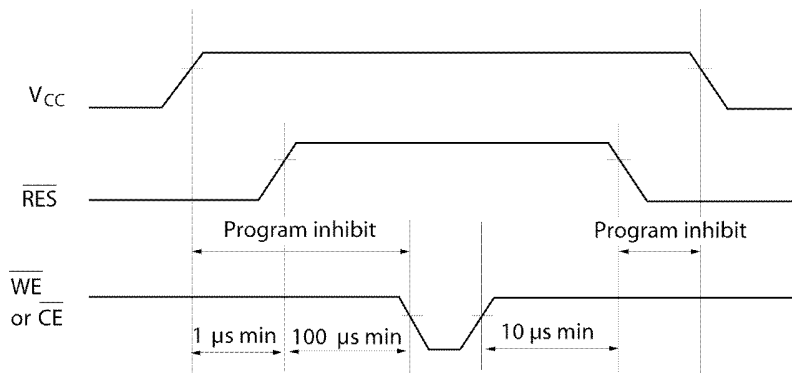 VCC
RES
Program inhibit
Program inhibit
WE
or CE
1 µs min
100 µs min
10 µs min